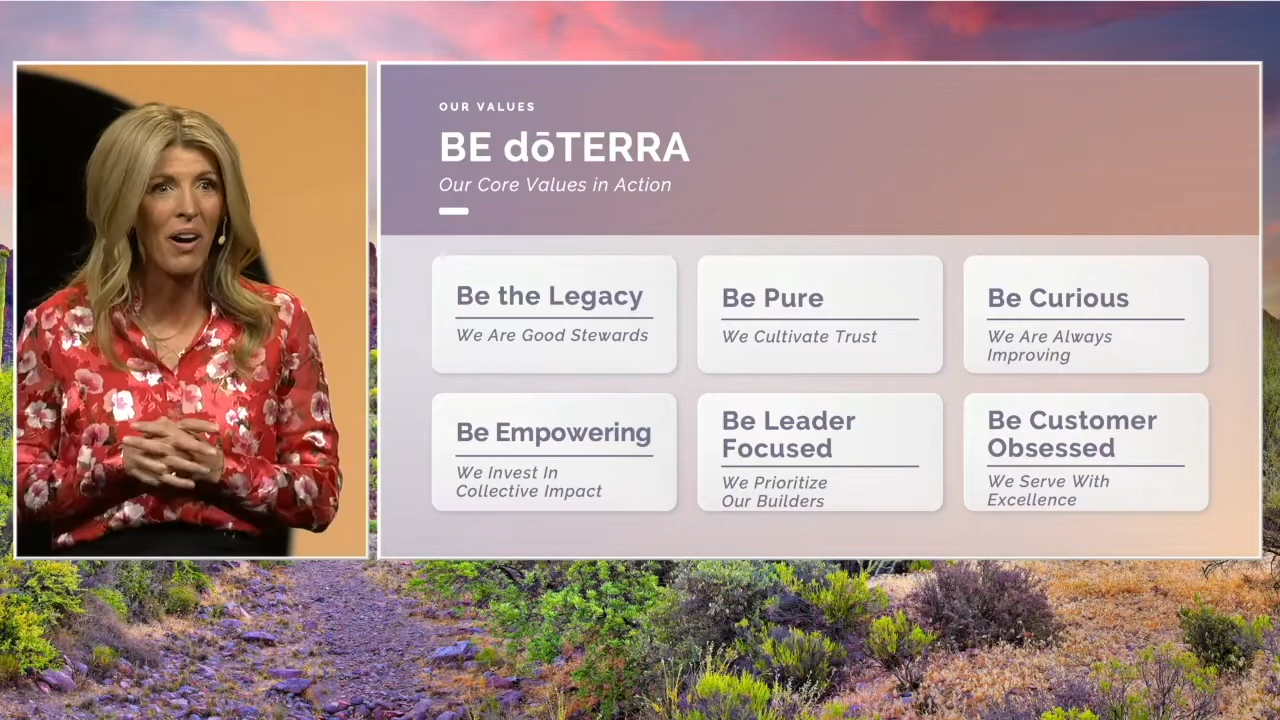 OUR VALUES
BE dōTERRA
Our Core Values in Action
Be the Legacy
We Are Good Stewards
Be Pure
We Cultivate Trust
Be Curious
We Are Always
Improving
Be Empowering
We Invest In
Collective Impact
Be Leader
Focused
We Prioritize
Our Builders
Be Customer
Obsessed
We Serve With
Excellence